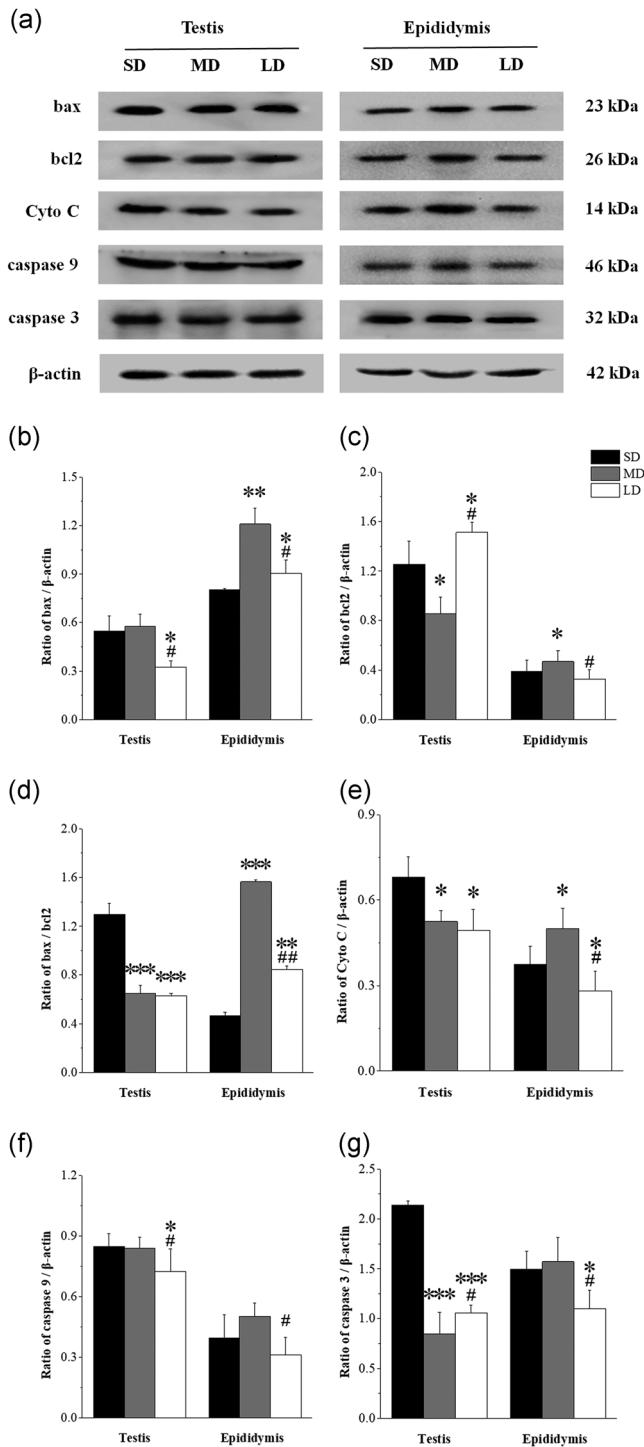 (a)
Testis Epididymis
SD MD LD SD MD LD
bax 23 kDa
bcl2 26 kDa
Cyto C 14 kDa
caspase 9 46 kDa
caspase 3 32 kDa
β-actin 42 kDa
(b)
Ratio of bax / β-actin
1.5
1.2
0.9
0.6
0.3
0.0
*
#
**
*
#
Testis Epididymis
(c)
SD
MD
LD
Ratio of bcl2 / β-actin
2.0
1.6
1.2
0.8
0.4
0.0
*
*
#
*
#
Testis Epididymis
(d)
Ratio of bax / bcl2
2.0
1.6
1.2
0.8
0.4
0.0
*** ***
***
**
##
Testis Epididymis
(e)
Ratio of Cyto C / β-actin
0.9
0.6
0.3
0.0
* *
*
*
#
Testis Epididymis
(f)
Ratio of caspase 9 / β-actin
1.2
0.9
0.6
0.3
0.0
*
#
#
Testis Epididymis
(g)
Ratio of caspase 3 / β-actin
2.5
2.0
1.5
1.0
0.5
0.0
***
***
#
*
#
Testis Epididymis